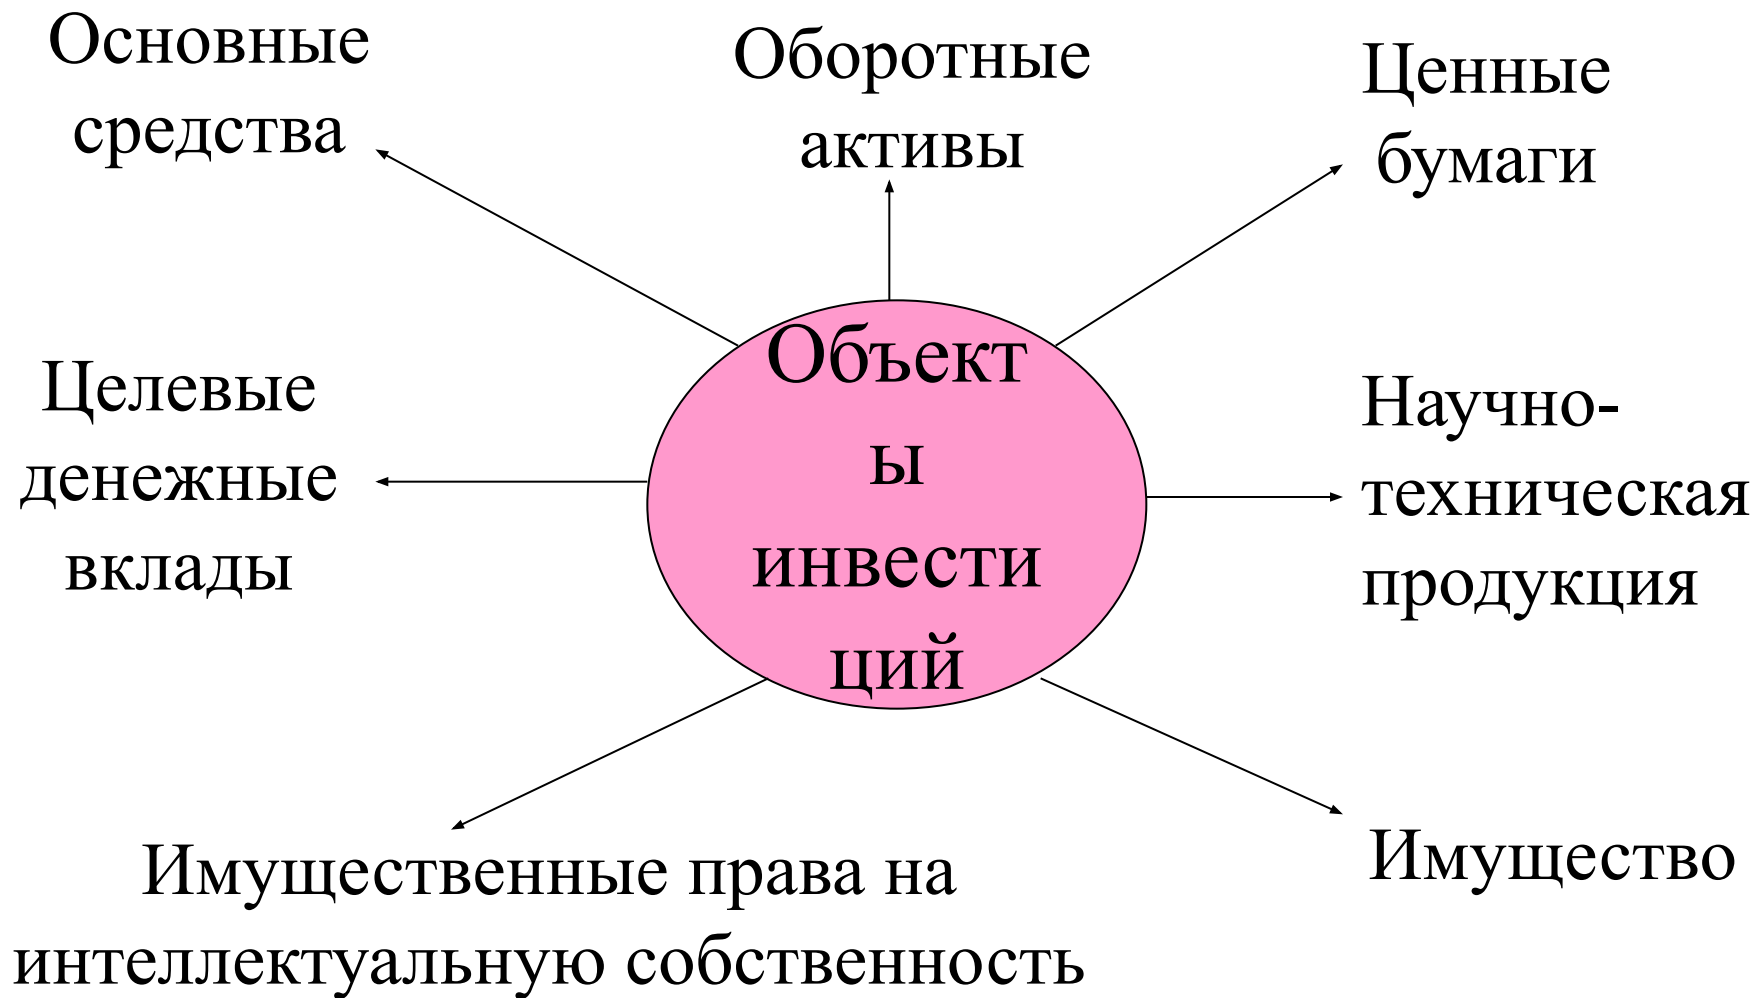 Основные
средства
Оборотные
активы
Ценные
бумаги
Целевые
денежные
вклады
Объект
ы
инвести
ций
Научно-
техническая
продукция
Имущественные права на
интеллектуальную собственность
Имущество